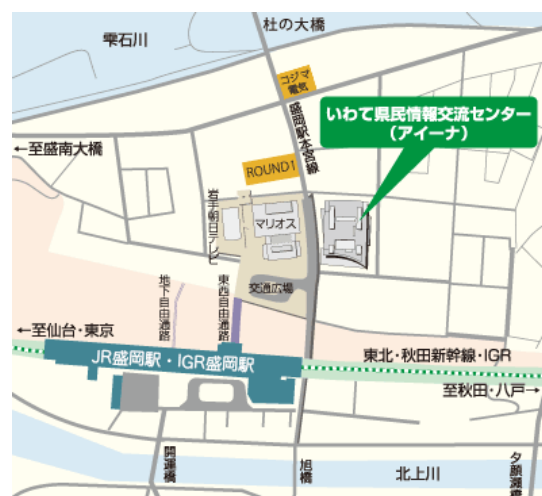 雫石川
杜の大橋
コジマ
電気
盛岡駅本宮線
いわて県民情報交流センター
(アイーナ)
←至盛南大橋
ROUND1
岩手朝日テレビ
マリオス
交通広場
地下自由通路
東西自由通路
←至仙台・東京
JR盛岡駅・IGR盛岡駅
東北・秋田新幹線・IGR
至秋田・八戸→
開運橋
旭橋
北上川
夕顔瀬橋